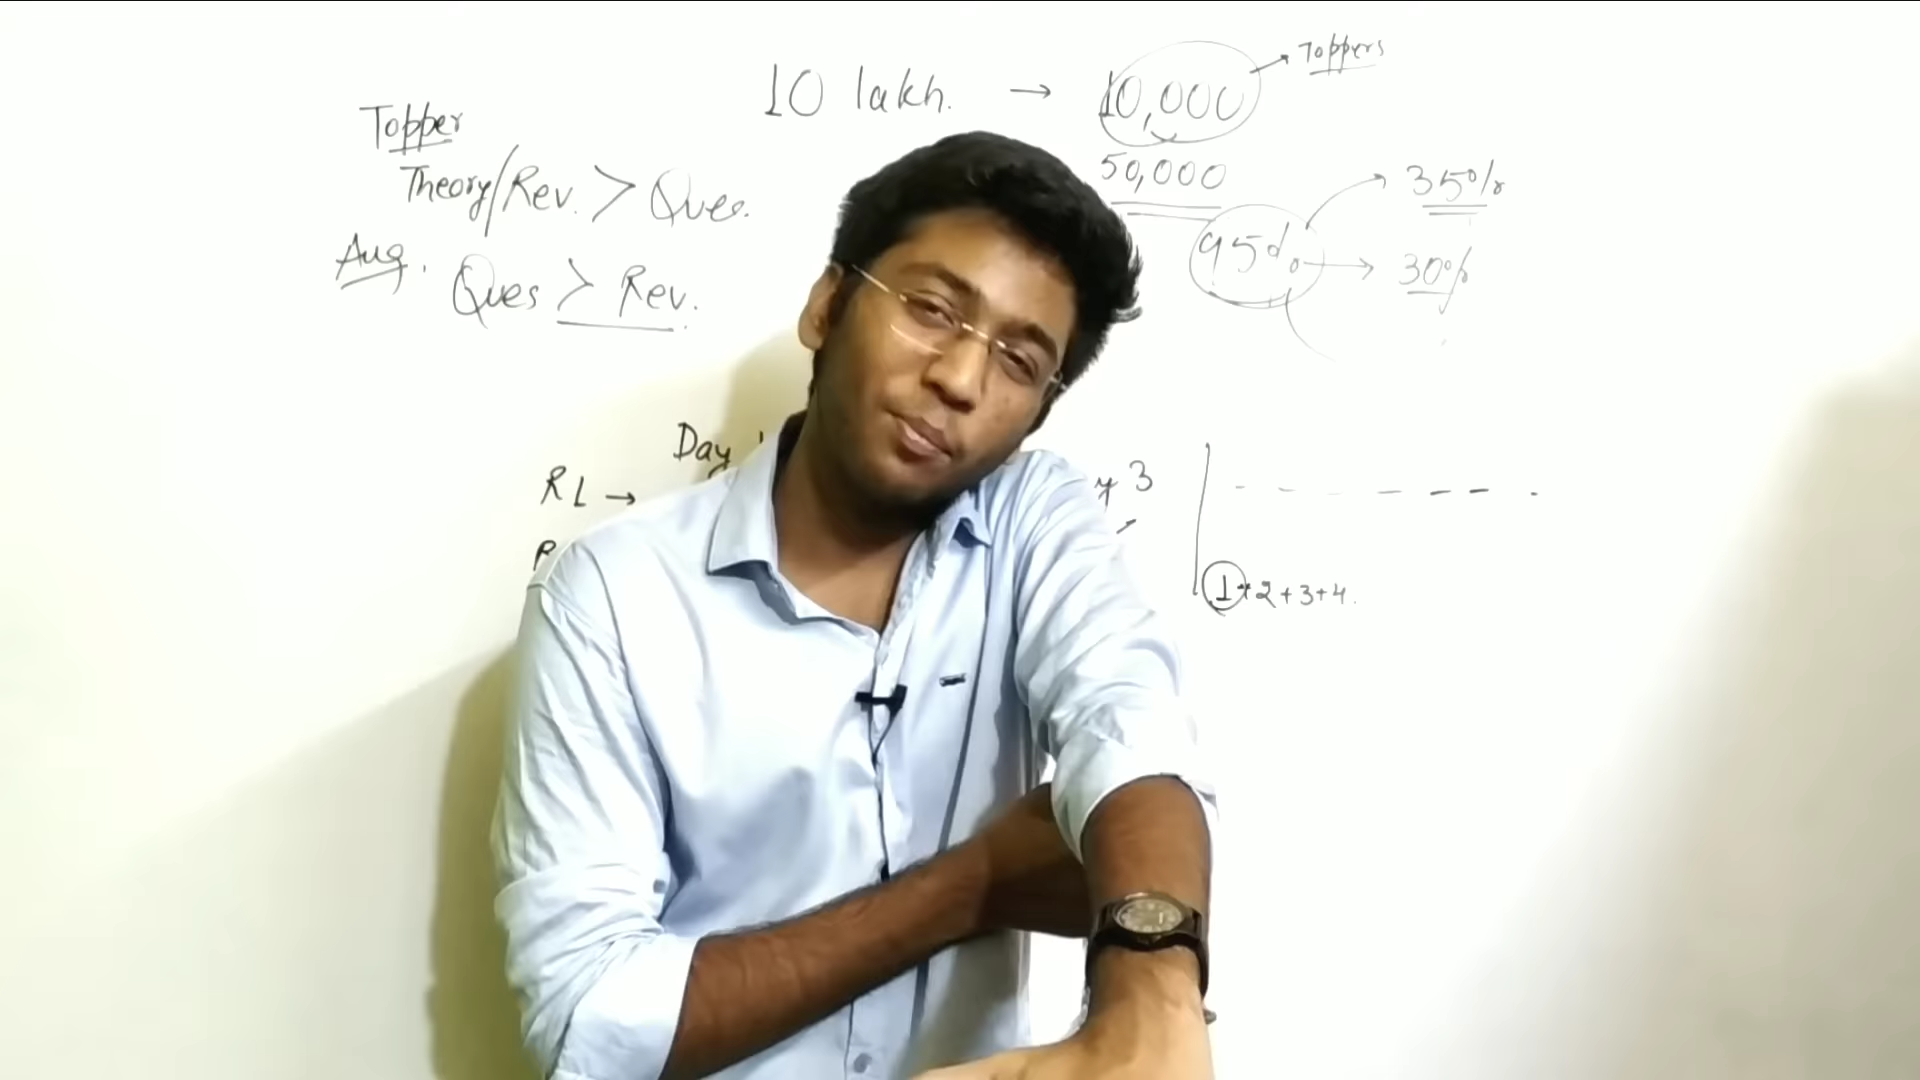 10 lakh. → 10,000 → Toppers
50,000
95% → 35%
→ 30%
Topper
Theory/Rev. > Ques.
Aug. Ques > Rev.
RL → Day
3
1+2+3+4.